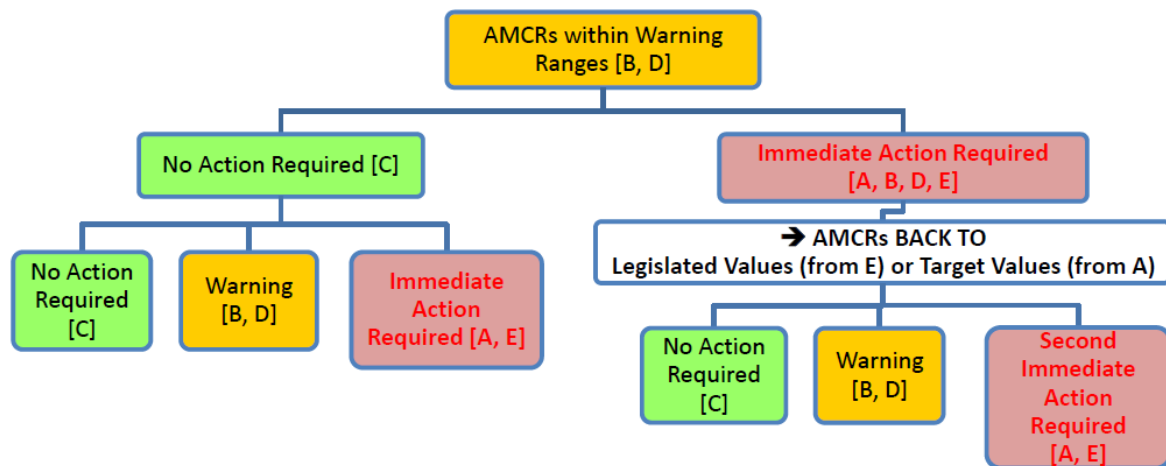 AMCRs within Warning
Ranges [B, D]
No Action Required [C]
Immediate Action Required
[A, B, D, E]
➔ AMCRs BACK TO
Legislated Values (from E) or Target Values (from A)
No Action
Required
[C]
Warning
[B, D]
Immediate
Action
Required [A, E]
No Action
Required
[C]
Warning
[B, D]
Second
Immediate
Action
Required
[A, E]